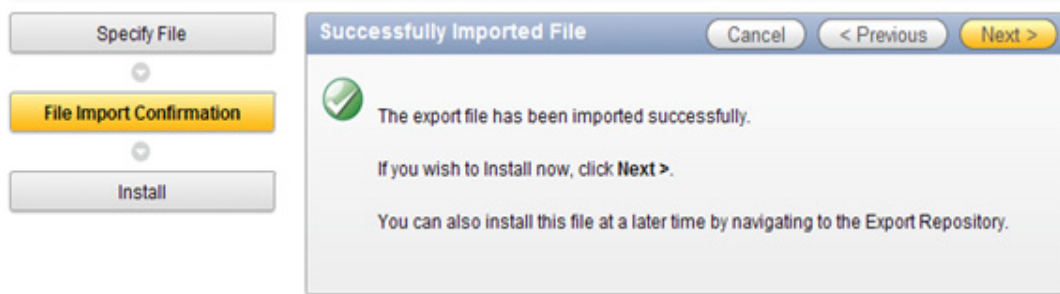 Specify File
File Import Confirmation
Install
Successfully Imported File
Cancel
< Previous
Next >
The export file has been imported successfully.
If you wish to Install now, click Next >.
You can also install this file at a later time by navigating to the Export Repository.